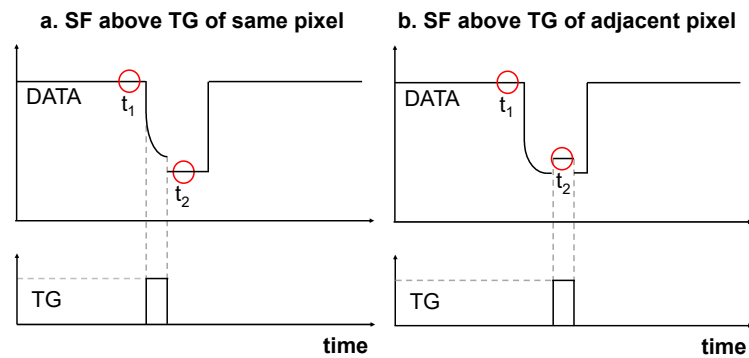 a. SF above TG of same pixel
DATA
t1
t2
TG
time
b. SF above TG of adjacent pixel
DATA
t1
t2
TG
time